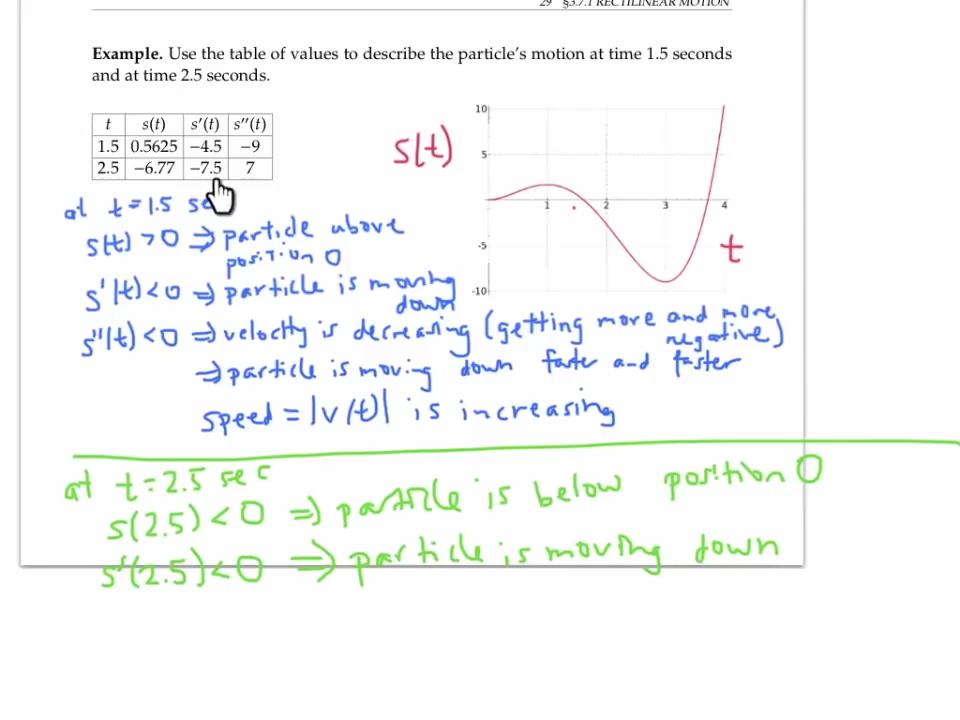 29 §3.7.1 RECTILINEAR MOTION
Example. Use the table of values to describe the particle's motion at time 1.5 seconds
and at time 2.5 seconds.
t s(t) s′(t) s″(t)
1.5 0.5625 −4.5 −9
2.5 −6.77 −7.5 7
s(t)
10
5
1 2 3 4
-5
-10
t
at t = 1.5
s(t) > 0 ⇒ particle above
position 0
s'(t) < 0 ⇒ particle is moving
down
s''(t) < 0 ⇒ velocity is decreasing (getting more and more
negative)
⇒ particle is moving down faster and faster
speed = |v(t)| is increasing
at t = 2.5 sec
s(2.5) < 0 ⇒ particle is below position 0
s'(2.5) < 0 ⇒ particle is moving down